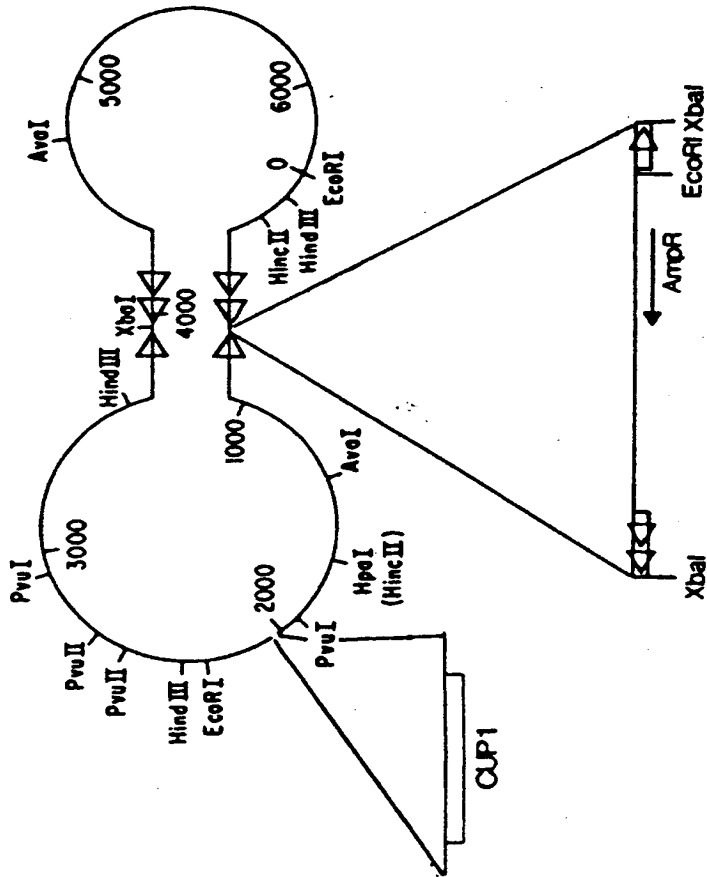 AvaI
5000
6000
0
EcoRI
HincII
HindIII
XbaI
4000
HindIII
1000
AvaI
HpaI
(HincII)
PvuI
2000
3000
PvuI
PvuII
PvuII
HindIII
EcoRI
CUP1
XbaI
AmpR
EcoRI XbaI